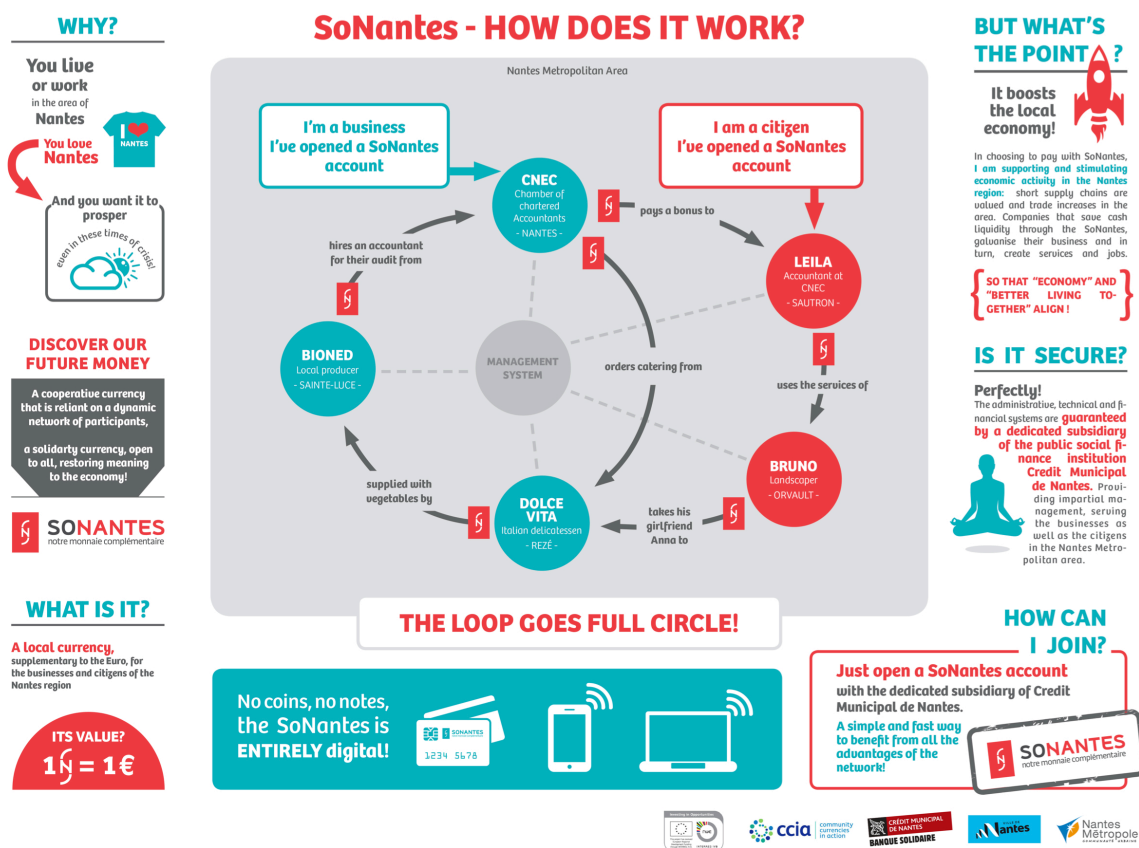 SoNantes - HOW DOES IT WORK?
WHY?
You live
or work
in the area of
Nantes
I
NANTES
You love
Nantes
And you want it to
prosper
even in these times of crisis!
DISCOVER OUR
FUTURE MONEY
A cooperative currency
that is reliant on a dynamic
network of participants,
a solidarty currency, open
to all, restoring meaning
to the economy!
SONANTES
notre monnaie complémentaire
WHAT IS IT?
A local currency,
supplementary to the Euro, for
the businesses and citizens of the
Nantes region
ITS VALUE?
1 = 1€
Nantes Metropolitan Area
I'm a business
I've opened a SoNantes
account
I am a citizen
I've opened a SoNantes
account
CNEC
Chamber of
chartered
Accountants
- NANTES -
pays a bonus to
LEILA
Accountant at
CNEC
- SAUTRON -
uses the services of
BRUNO
Landscaper
- ORVAULT -
takes his
girlfriend
Anna to
DOLCE
VITA
Italian delicatessen
- REZÉ -
supplied with
vegetables by
BIONED
Local producer
- SAINTE-LUCE -
hires an accountant
for their audit from
orders catering from
MANAGEMENT
SYSTEM
THE LOOP GOES FULL CIRCLE!
No coins, no notes,
the SoNantes is
ENTIRELY digital!
SONANTES
1234 5678
BUT WHAT'S
THE POINT ?
It boosts
the local
economy!
In choosing to pay with SoNantes,
I am supporting and stimulating
economic activity in the Nantes
region: short supply chains are
valued and trade increases in the
area. Companies that save cash
liquidity through the SoNantes,
galvanise their business and in
turn, create services and jobs.
SO THAT "ECONOMY" AND
"BETTER LIVING TO-
GETHER" ALIGN !
IS IT SECURE?
Perfectly!
The administrative, technical and fi-
nancial systems are guaranteed
by a dedicated subsidiary
of the public social fi-
nance institution
Credit Municipal
de Nantes. Provi-
ding impartial ma-
nagement, serving
the businesses as
well as the citizens
in the Nantes Metro-
politan area.
HOW CAN
I JOIN?
Just open a SoNantes account
with the dedicated subsidiary of Credit
Municipal de Nantes.
A simple and fast way
to benefit from all the
advantages of the
network!
SONANTES
notre monnaie complémentaire
ccia
community
currencies
in action
CRÉDIT MUNICIPAL
DE NANTES
BANQUE SOLIDAIRE
VILLE DE
Nantes
Nantes
Métropole
COMMUNAUTÉ URBAINE